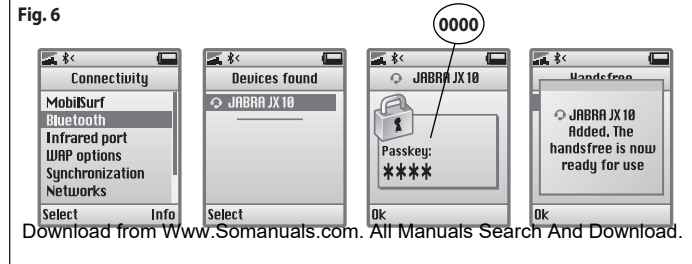 Fig. 6
0000
Connectivity
MobilSurf
Bluetooth
Infrared port
WAP options
Synchronization
Networks
Select Info
Devices found
JABRA JX10
Select
JABRA JX10
Passkey:
****
Ok
Handsfree
JABRA JX10
Added. The
handsfree is now
ready for use
Ok
Download from Www.Somanuals.com. All Manuals Search And Download.